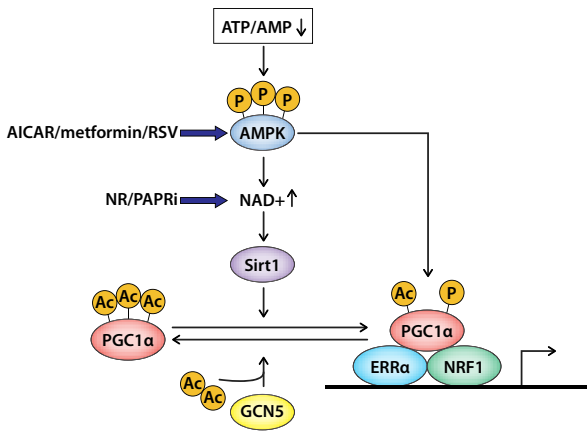 ATP/AMP ↓
P P P
AICAR/metformin/RSV AMPK
NR/PAPRi NAD+ ↑
Sirt1
Ac Ac Ac Ac P
PGC1α PGC1α
ERRα NRF1
Ac
Ac GCN5